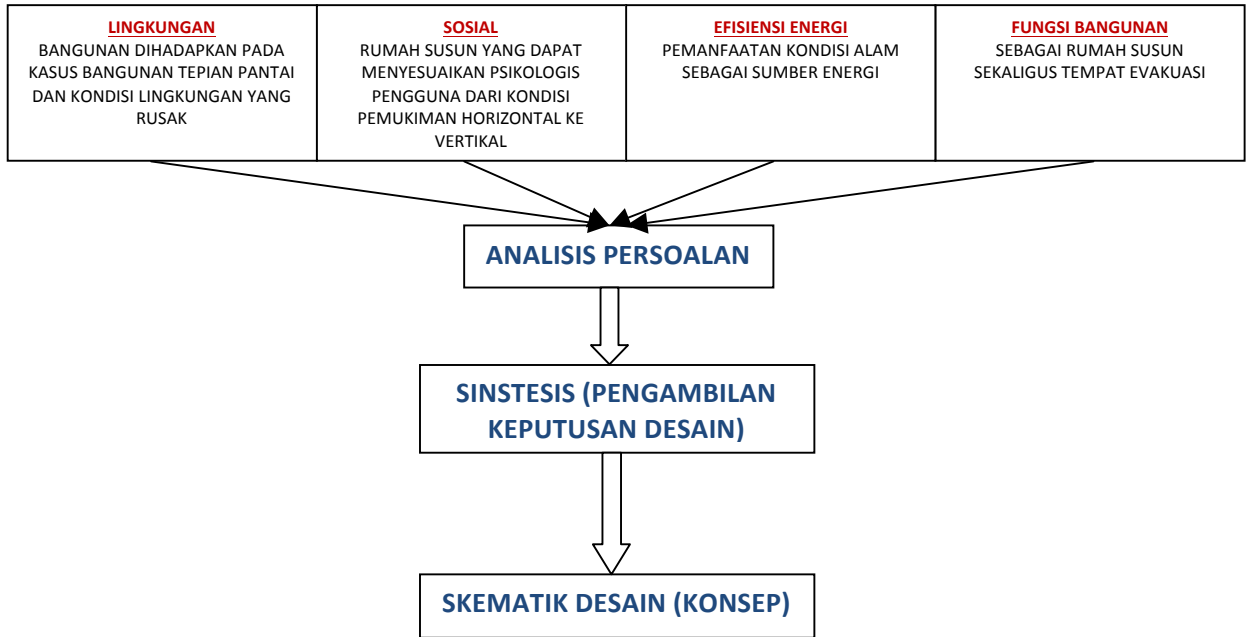 LINGKUNGAN
BANGUNAN DIHADAPKAN PADA
KASUS BANGUNAN TEPIAN PANTAI
DAN KONDISI LINGKUNGAN YANG
RUSAK
SOSIAL
RUMAH SUSUN YANG DAPAT
MENYESUAIKAN PSIKOLOGIS
PENGGUNA DARI KONDISI
PEMUKIMAN HORIZONTAL KE
VERTIKAL
EFISIENSI ENERGI
PEMANFAATAN KONDISI ALAM
SEBAGAI SUMBER ENERGI
FUNGSI BANGUNAN
SEBAGAI RUMAH SUSUN
SEKALIGUS TEMPAT EVAKUASI
ANALISIS PERSOALAN
SINSTESIS (PENGAMBILAN
KEPUTUSAN DESAIN)
SKEMATIK DESAIN (KONSEP)